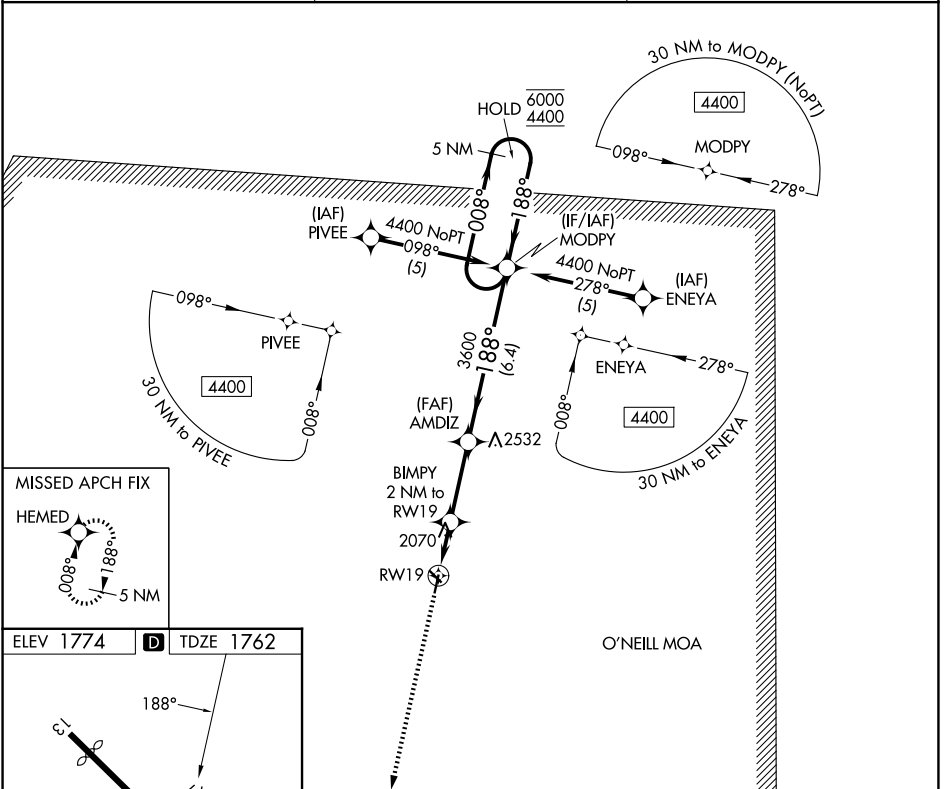 30 NM to MODPY (NoPT)
4400
MODPY
098°
278°
HOLD
6000
4400
5 NM
008°
188°
(IAF)
PIVEE
4400 NoPT
098°
(5)
(IF/IAF)
MODPY
4400 NoPT
278°
(5)
(IAF)
ENEYA
098°
PIVEE
4400
008°
30 NM to PIVEE
3600
188°
(6.4)
ENEYA
278°
008°
4400
30 NM to ENEYA
(FAF)
AMDIZ
2532
BIMPY
2 NM to
RW19
2070
RW19
MISSED APCH FIX
HEMED
008°
188°
5 NM
O'NEILL MOA
ELEV 1774 D TDZE 1762
188°
13